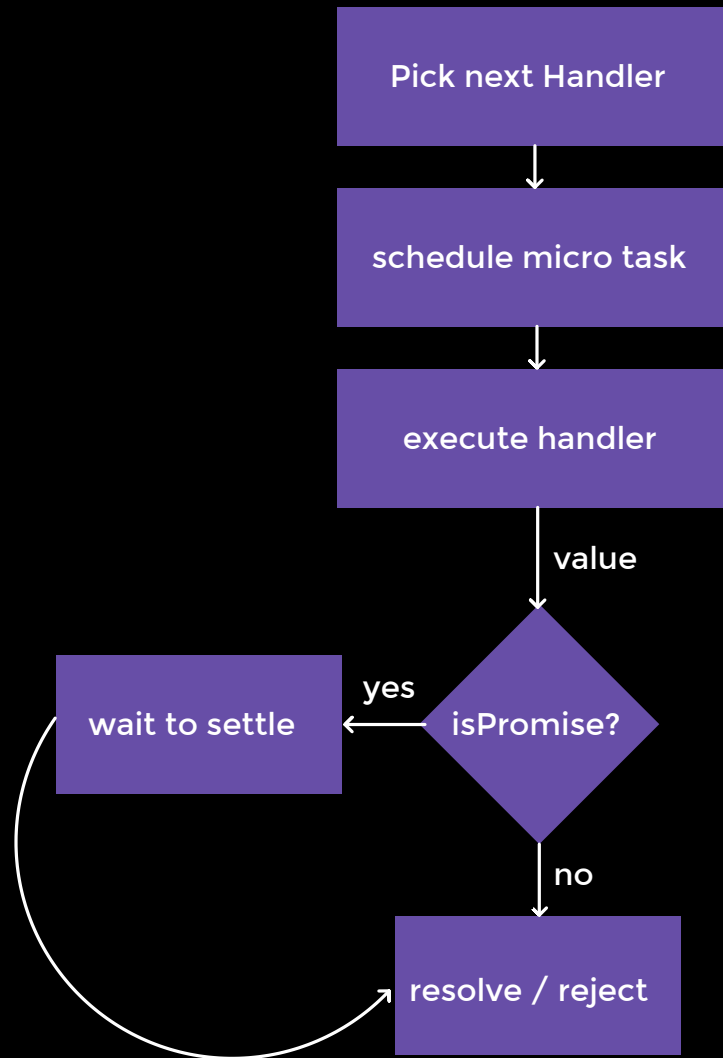 Pick next Handler
schedule micro task
execute handler
value
yes
wait to settle
isPromise?
no
resolve / reject